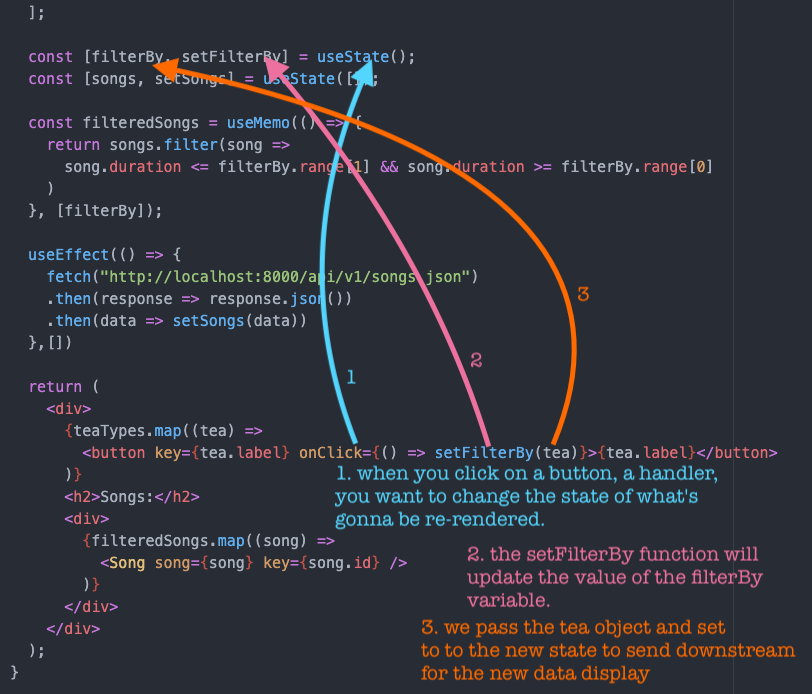 ];
const [filterBy, setFilterBy] = useState();
const [songs, setSongs] = useState([]);
const filteredSongs = useMemo(() => {
return songs.filter(song =>
song.duration <= filterBy.range[1] && song.duration >= filterBy.range[0]
)
}, [filterBy]);
useEffect(() => {
fetch("http://localhost:8000/api/v1/songs.json")
.then(response => response.json())
.then(data => setSongs(data))
},[])
return (
<div>
{teaTypes.map((tea) =>
<button key={tea.label} onClick={() => setFilterBy(tea)}>{tea.label}</button>
)}
<h2>Songs:</h2>
<div>
{filteredSongs.map((song) =>
<Song song={song} key={song.id} />
)}
</div>
</div>
);
}
1
2
3
1. when you click on a button, a handler,
you want to change the state of what's
gonna be re-rendered.
2. the setFilterBy function will
update the value of the filterBy
variable.
3. we pass the tea object and set
to to the new state to send downstream
for the new data display